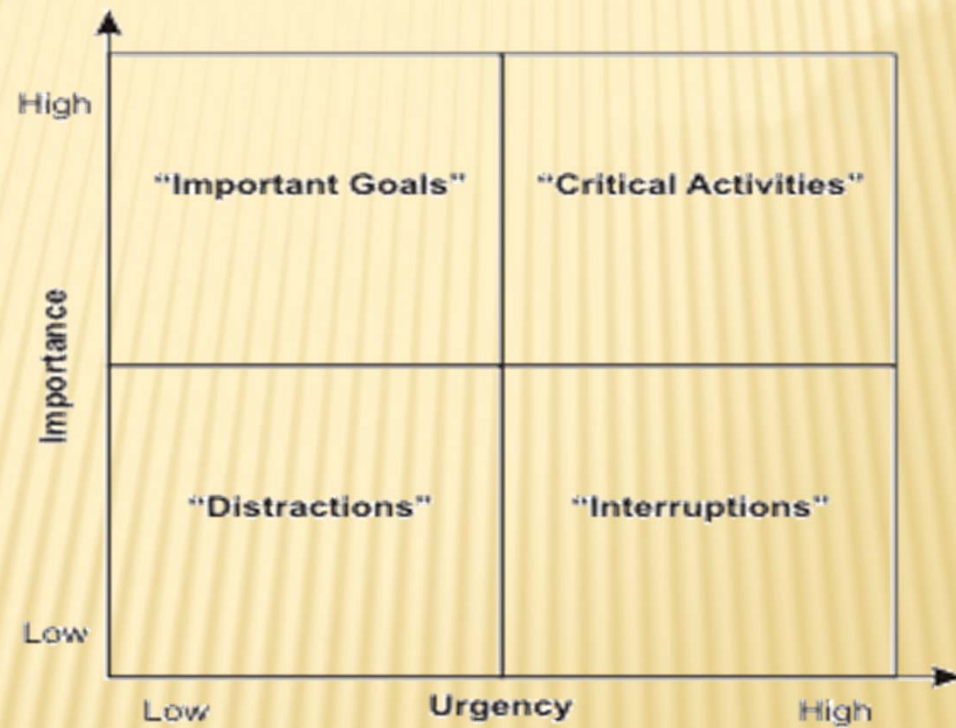 High
“Important Goals” “Critical Activities”
Importance
“Distractions” “Interruptions”
Low
Low Urgency High